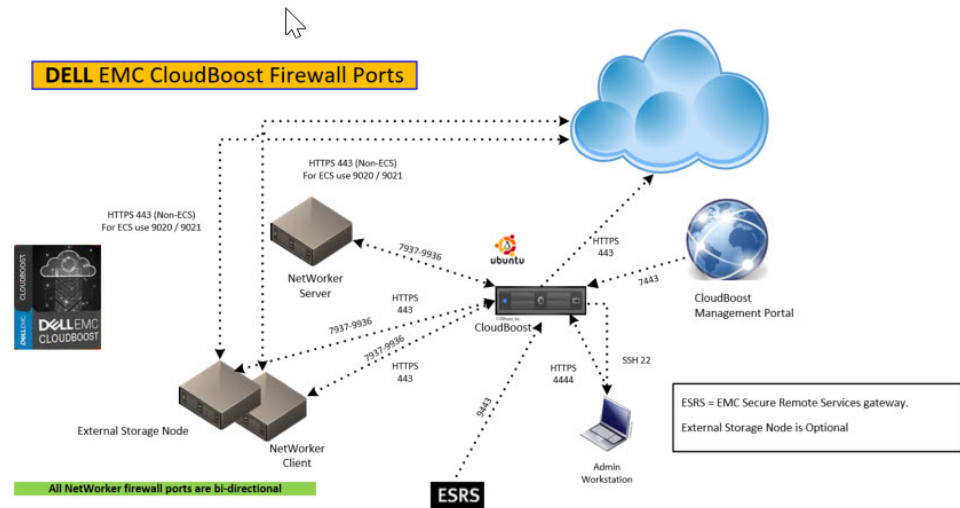 DELL EMC CloudBoost Firewall Ports
HTTPS 443 (Non-ECS)
For ECS use 9020 / 9021
HTTPS 443 (Non-ECS)
For ECS use 9020 / 9021
NetWorker
Server
7937-9936
ubuntu
HTTPS
443
7443
CloudBoost
Management Portal
CLOUDBOOST
DELLEMC
DELLEMC
CLOUDBOOST
HTTPS
443
7937-9936
CloudBoost
7937-9936
HTTPS
443
HTTPS
4444
SSH 22
9443
External Storage Node
NetWorker
Client
Admin
Workstation
ESRS = EMC Secure Remote Services gateway.
External Storage Node is Optional
All NetWorker firewall ports are bi-directional
ESRS